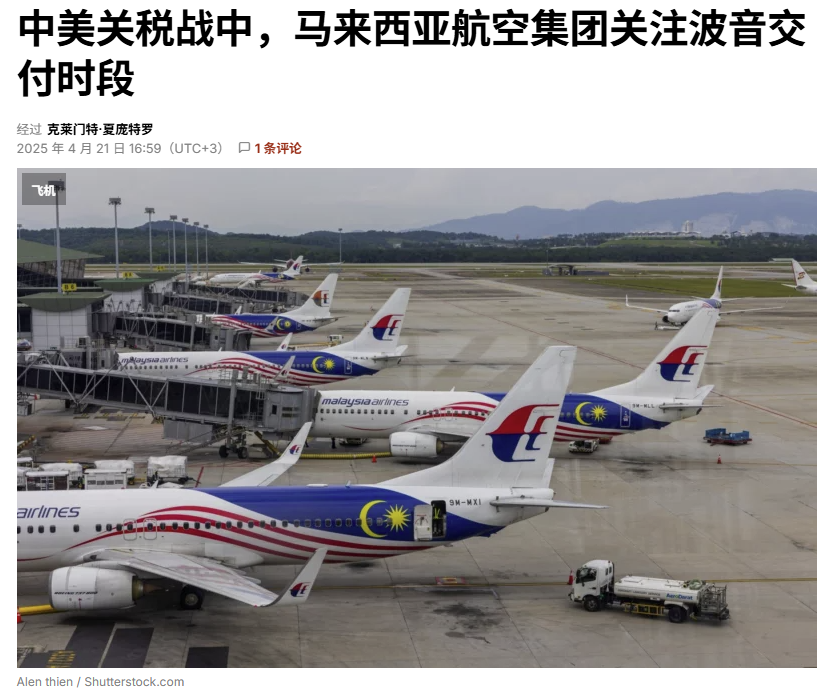 中美关税战中，马来西亚航空集团关注波音交
付时段
经过 克莱门特·夏庞特罗
2025 年 4 月 21 日 16:59（UTC+3） 1 条评论
飞机
malaysia airlines
malaysia airlines
9M-MXI
airlines
Alen thien / Shutterstock.com